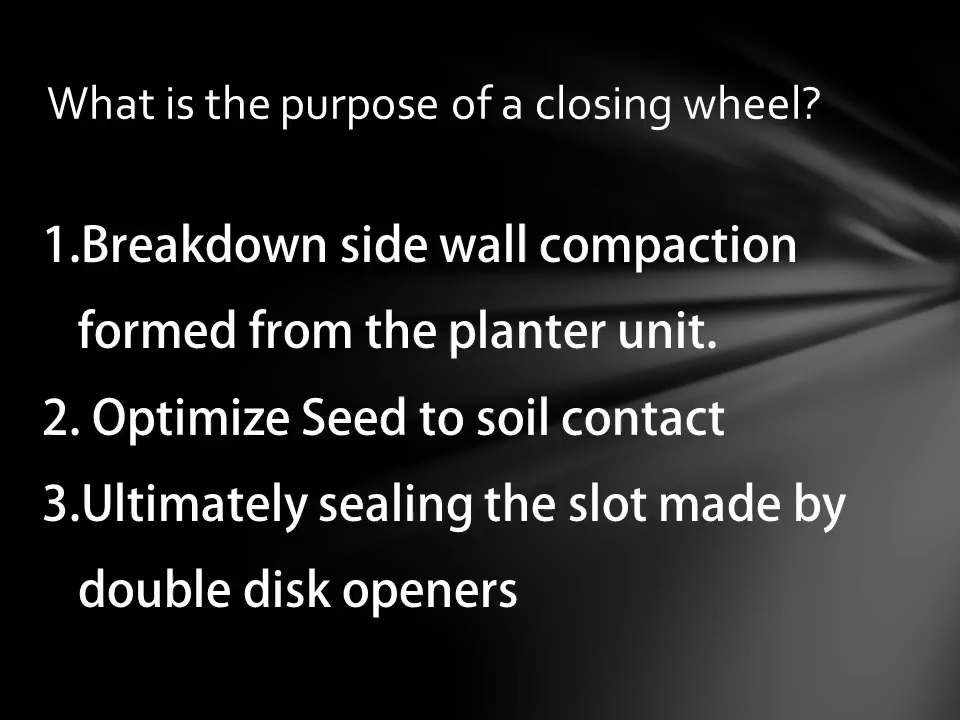 What is the purpose of a closing wheel?
1.Breakdown side wall compaction
formed from the planter unit.
2. Optimize Seed to soil contact
3.Ultimately sealing the slot made by
double disk openers